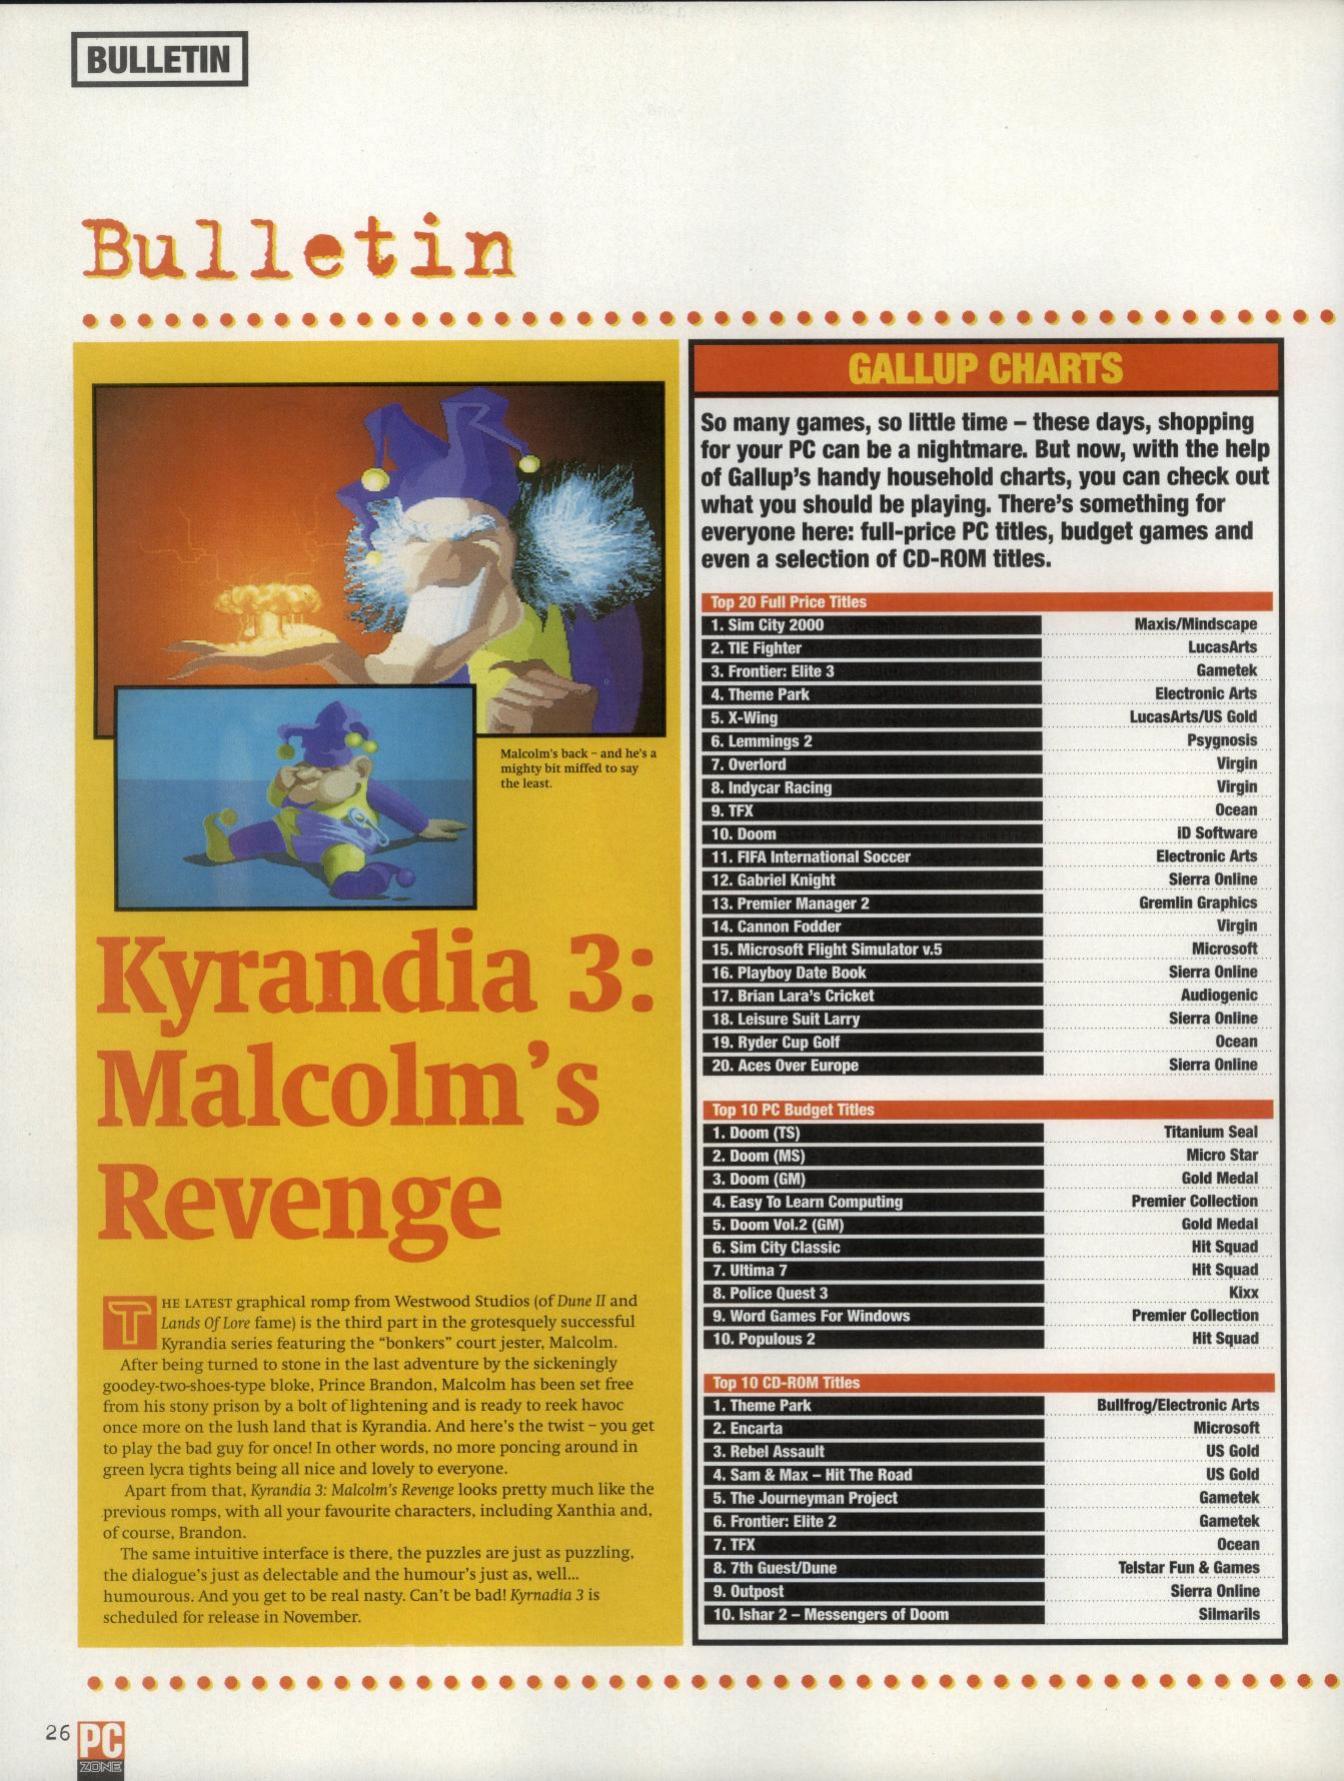 BULLETIN
Bulletin
Malcolm's back – and he's a
mighty bit miffed to say
the least.
Kyrandia 3:
Malcolm's
Revenge
THE LATEST graphical romp from Westwood Studios (of Dune II and
Lands Of Lore fame) is the third part in the grotesquely successful
Kyrandia series featuring the "bonkers" court jester, Malcolm.
After being turned to stone in the last adventure by the sickeningly
goodey-two-shoes-type bloke, Prince Brandon, Malcolm has been set free
from his stony prison by a bolt of lightening and is ready to reek havoc
once more on the lush land that is Kyrandia. And here's the twist – you get
to play the bad guy for once! In other words, no more poncing around in
green lycra tights being all nice and lovely to everyone.
Apart from that, Kyrandia 3: Malcolm's Revenge looks pretty much like the
previous romps, with all your favourite characters, including Xanthia and,
of course, Brandon.
The same intuitive interface is there, the puzzles are just as puzzling,
the dialogue's just as delectable and the humour's just as, well...
humourous. And you get to be real nasty. Can't be bad! Kyrnadia 3 is
scheduled for release in November.
GALLUP CHARTS
So many games, so little time – these days, shopping
for your PC can be a nightmare. But now, with the help
of Gallup's handy household charts, you can check out
what you should be playing. There's something for
everyone here: full-price PC titles, budget games and
even a selection of CD-ROM titles.
Top 20 Full Price Titles
1. Sim City 2000 Maxis/Mindscape
2. TIE Fighter LucasArts
3. Frontier: Elite 3 Gametek
4. Theme Park Electronic Arts
5. X-Wing LucasArts/US Gold
6. Lemmings 2 Psygnosis
7. Overlord Virgin
8. Indycar Racing Virgin
9. TFX Ocean
10. Doom iD Software
11. FIFA International Soccer Electronic Arts
12. Gabriel Knight Sierra Online
13. Premier Manager 2 Gremlin Graphics
14. Cannon Fodder Virgin
15. Microsoft Flight Simulator v.5 Microsoft
16. Playboy Date Book Sierra Online
17. Brian Lara's Cricket Audiogenic
18. Leisure Suit Larry Sierra Online
19. Ryder Cup Golf Ocean
20. Aces Over Europe Sierra Online
Top 10 PC Budget Titles
1. Doom (TS) Titanium Seal
2. Doom (MS) Micro Star
3. Doom (GM) Gold Medal
4. Easy To Learn Computing Premier Collection
5. Doom Vol.2 (GM) Gold Medal
6. Sim City Classic Hit Squad
7. Ultima 7 Hit Squad
8. Police Quest 3 Kixx
9. Word Games For Windows Premier Collection
10. Populous 2 Hit Squad
Top 10 CD-ROM Titles
1. Theme Park Bullfrog/Electronic Arts
2. Encarta Microsoft
3. Rebel Assault US Gold
4. Sam & Max – Hit The Road US Gold
5. The Journeyman Project Gametek
6. Frontier: Elite 2 Gametek
7. TFX Ocean
8. 7th Guest/Dune Telstar Fun & Games
9. Outpost Sierra Online
10. Ishar 2 – Messengers of Doom Silmarils
26 PC
ZONE